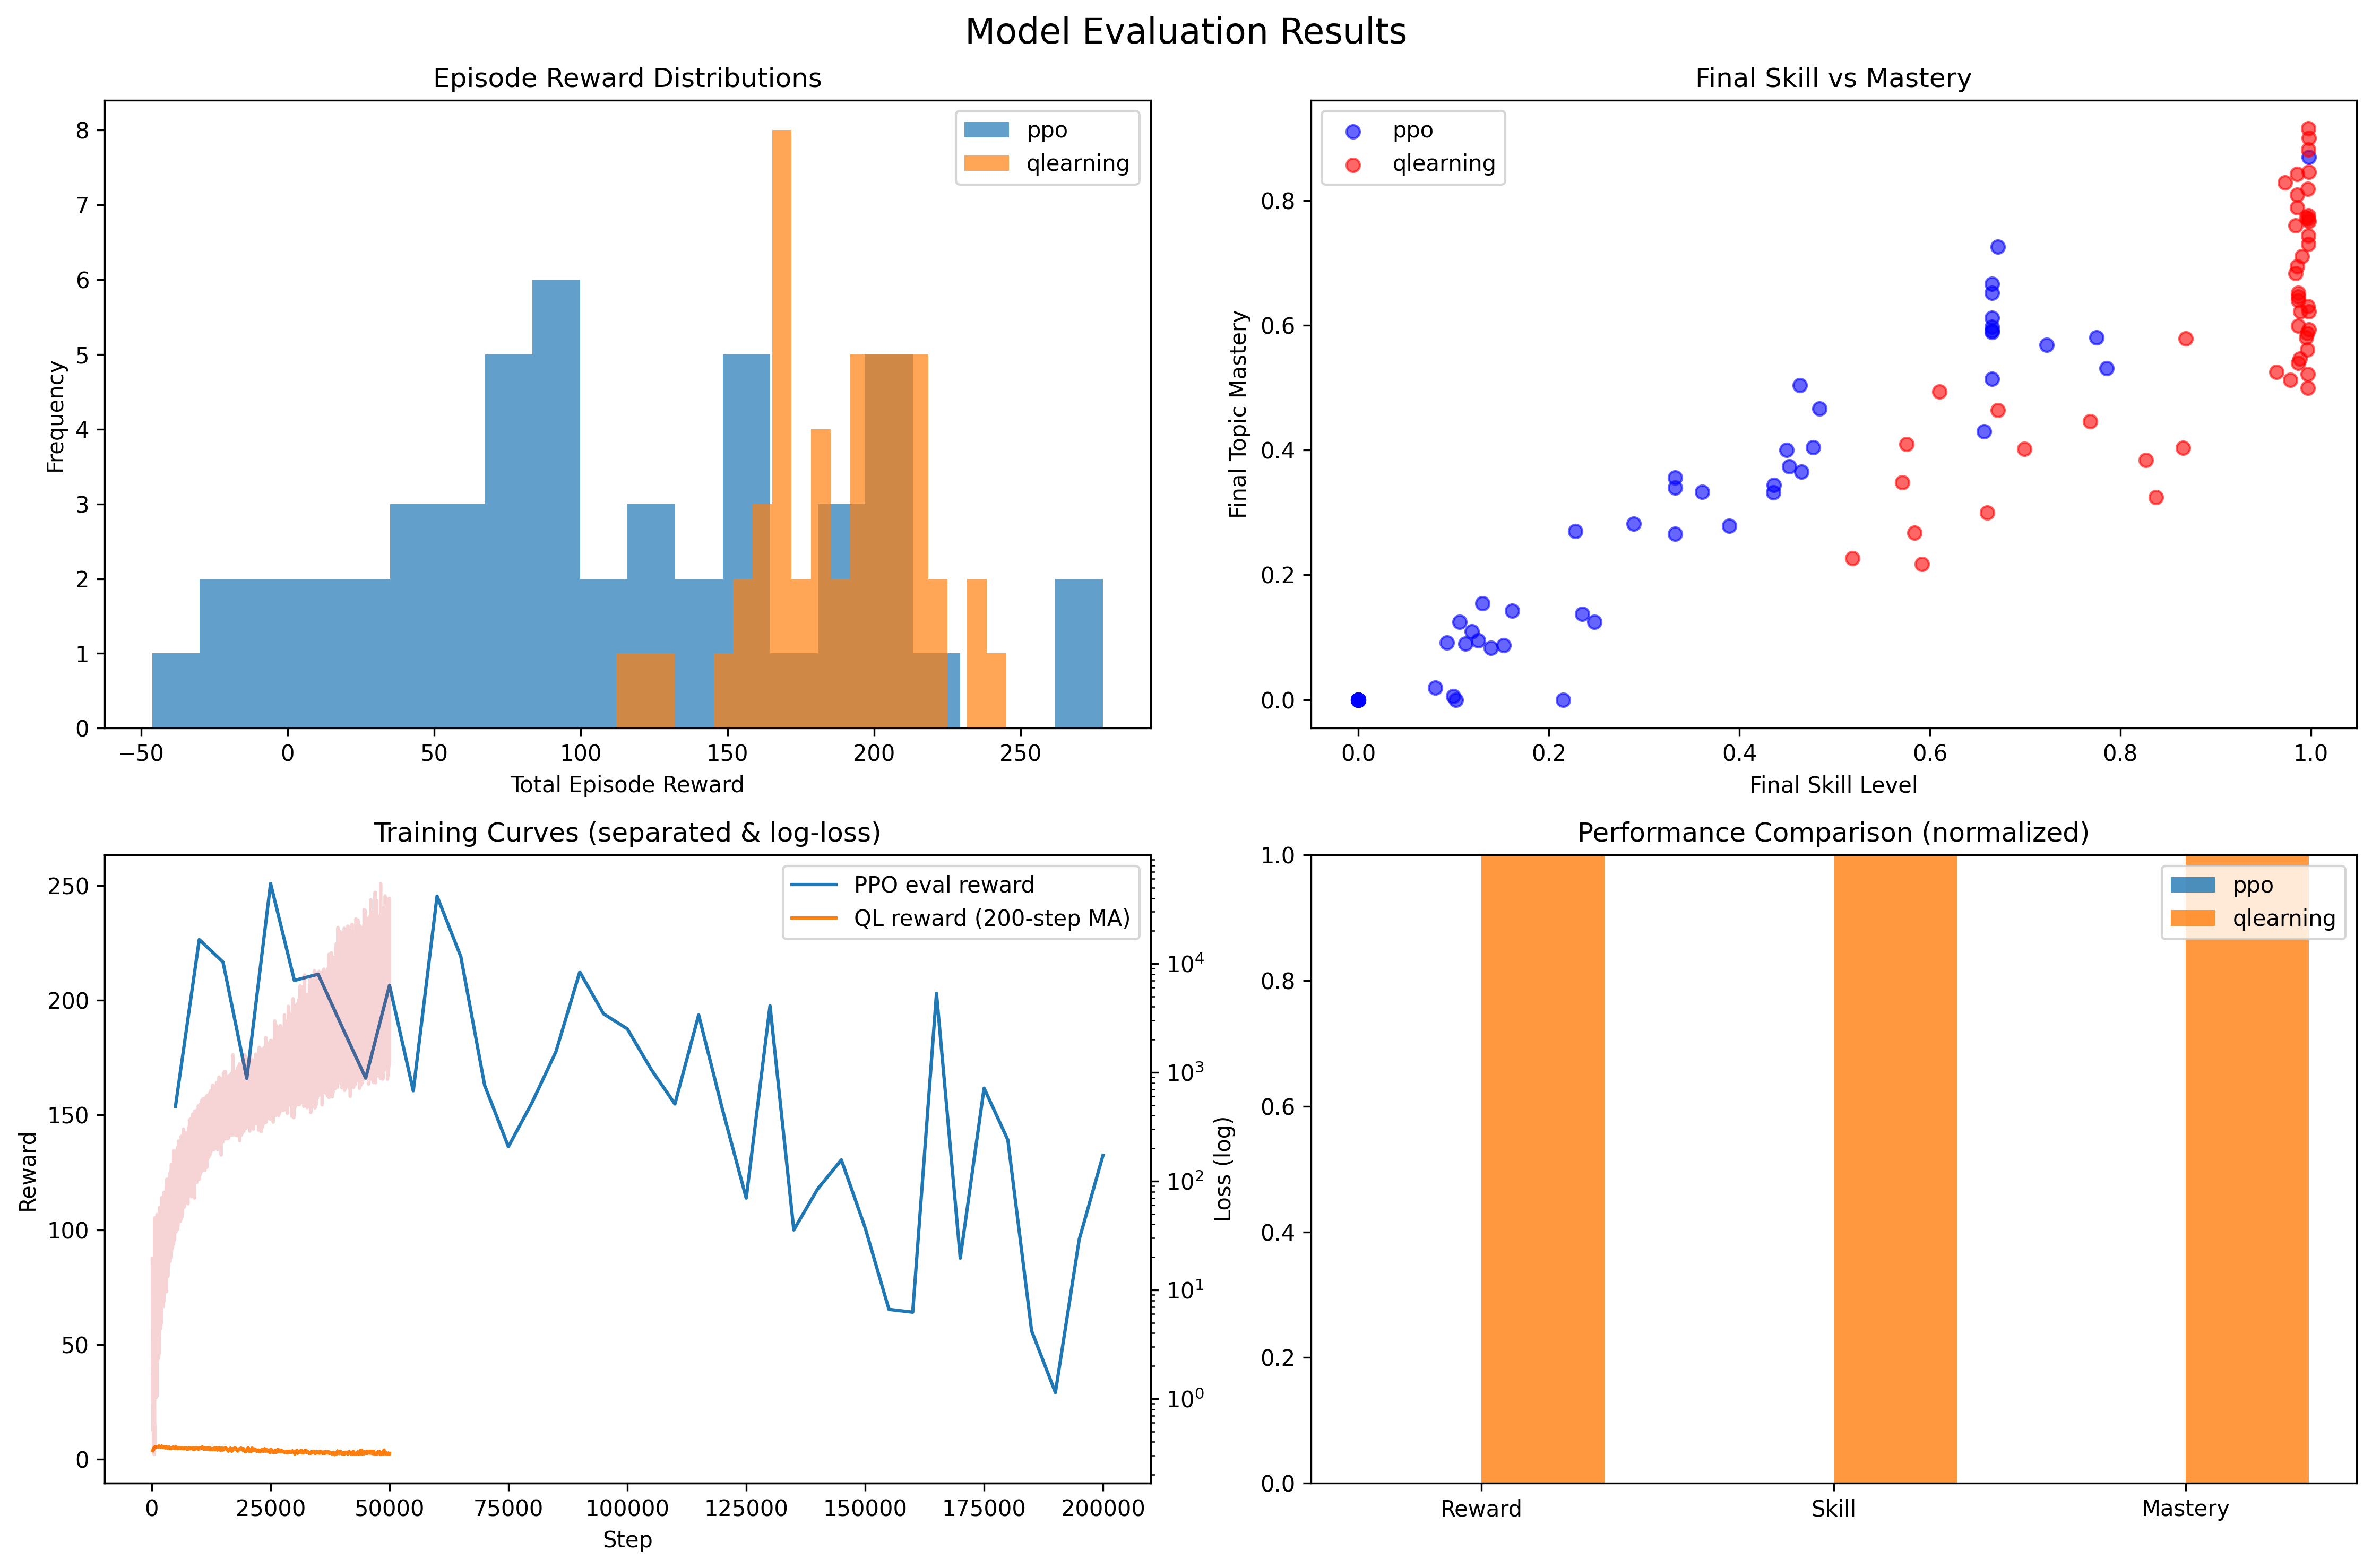 Model Evaluation Results
Episode Reward Distributions
ppo
qlearning
Frequency
0
1
2
3
4
5
6
7
8
−50
0
50
100
150
200
250
Total Episode Reward
Final Skill vs Mastery
ppo
qlearning
Final Topic Mastery
0.0
0.2
0.4
0.6
0.8
0.0
0.2
0.4
0.6
0.8
1.0
Final Skill Level
Training Curves (separated & log-loss)
PPO eval reward
QL reward (200-step MA)
Reward
0
50
100
150
200
250
0
25000
50000
75000
100000
125000
150000
175000
200000
Step
10⁴
10³
10²
10¹
10⁰
Loss (log)
Performance Comparison (normalized)
ppo
qlearning
0.0
0.2
0.4
0.6
0.8
1.0
Reward
Skill
Mastery